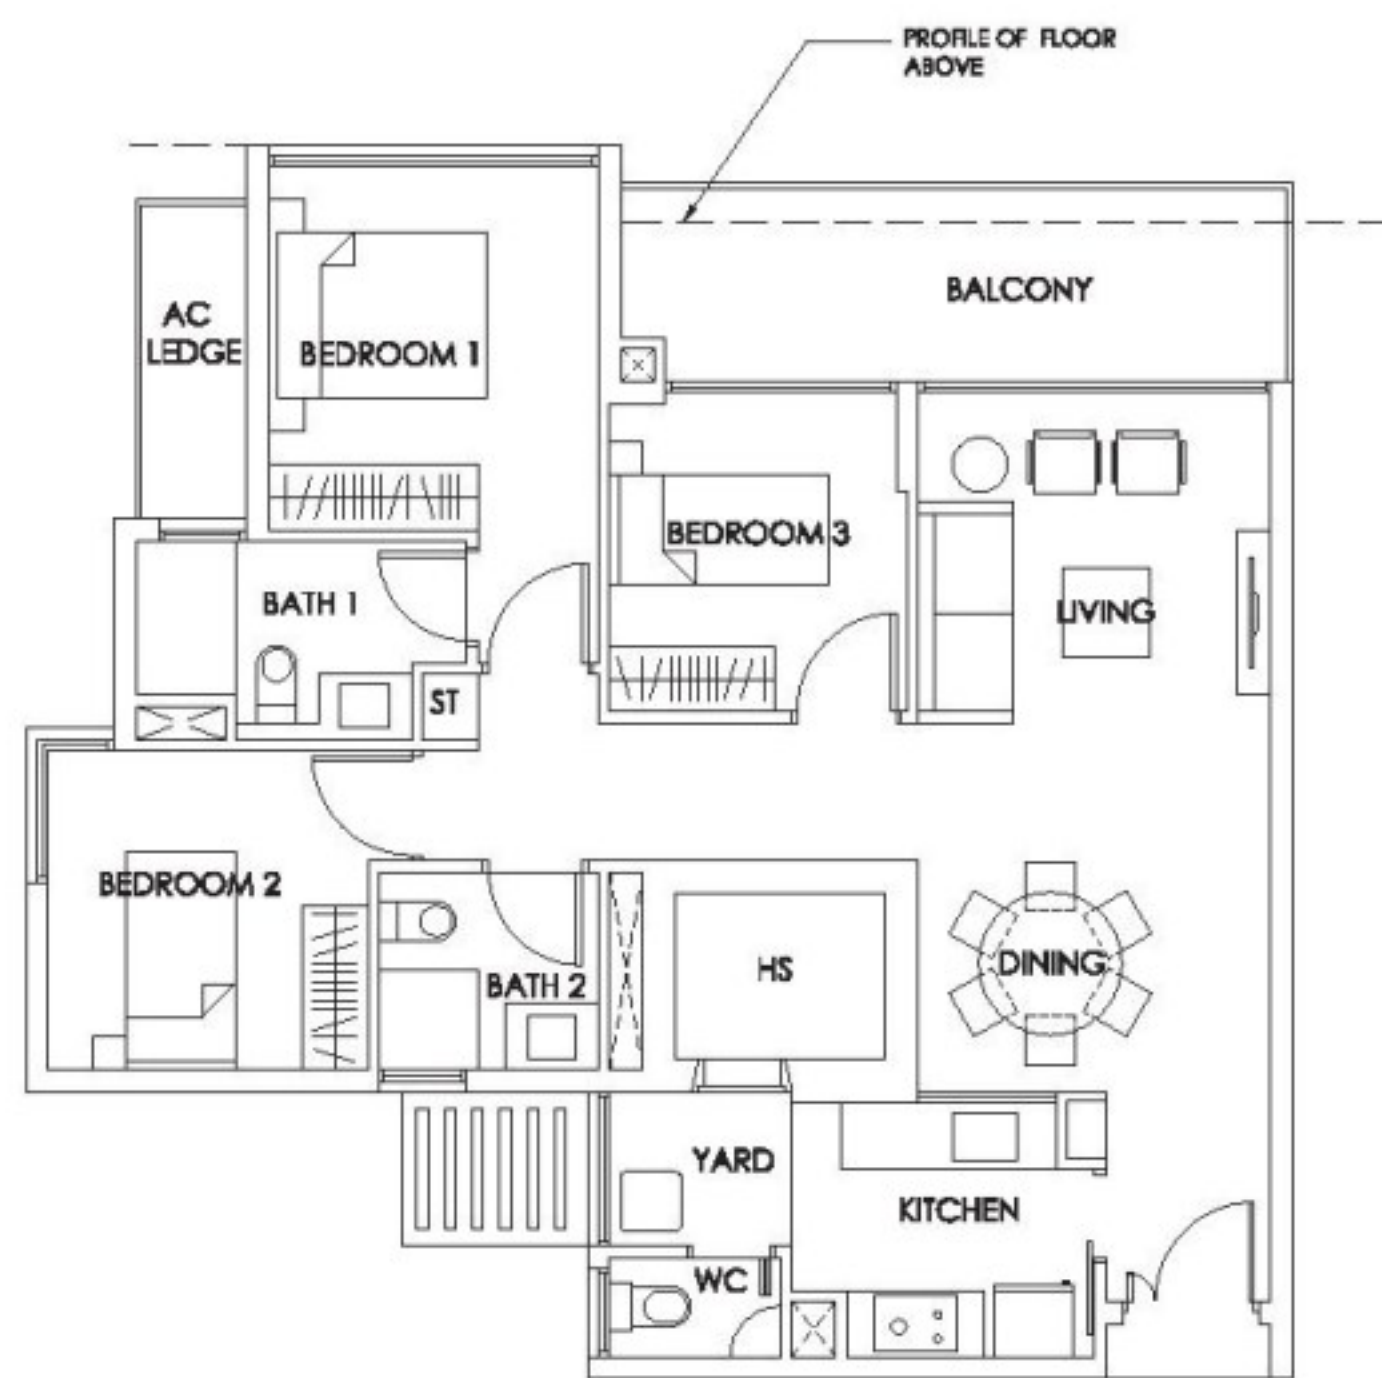 PROFILE OF FLOOR
ABOVE
BALCONY
AC
LEDGE
BEDROOM 1
BEDROOM 3
BATH 1
LIVING
ST
BEDROOM 2
DINING
HS
BATH 2
YARD
KITCHEN
WC